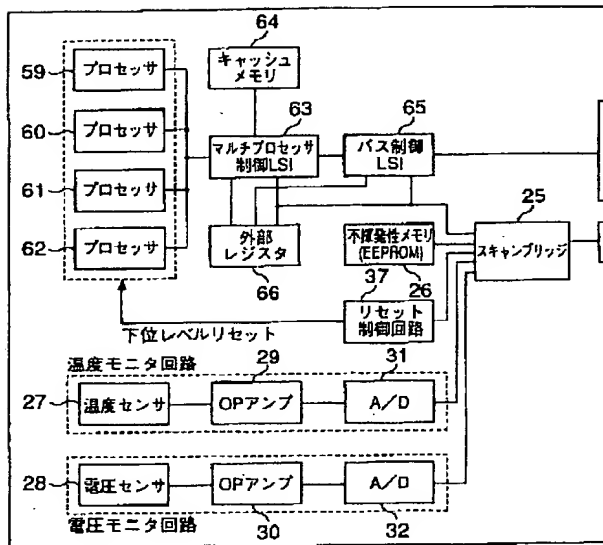 64
59
プロセッサ
キャッシュ
メモリ
63
65
60
プロセッサ
マルチプロセッサ
制御LSI
バス制御
LSI
61
プロセッサ
25
62
プロセッサ
外部
レジスタ
不揮発性メモリ
(EEPROM)
スキャンブリッジ
66
37
26
リセット
制御回路
下位レベルリセット
温度モニタ回路
29
31
27
温度センサ
OPアンプ
A/D
28
電圧センサ
OPアンプ
A/D
電圧モニタ回路
30
32